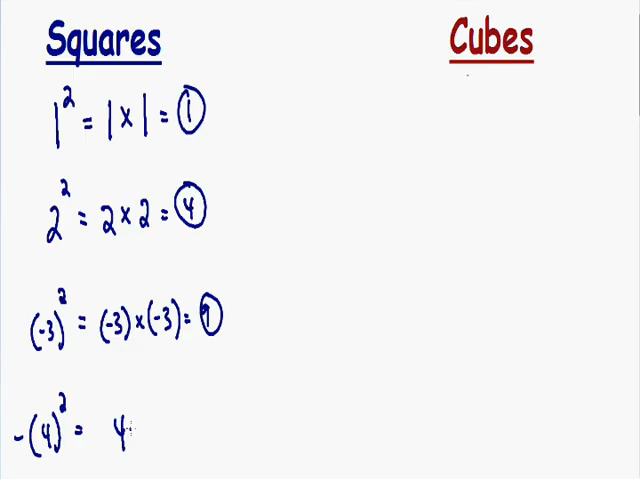 Squares
Cubes
1² = 1 × 1 = 1
2² = 2 × 2 = 4
(-3)² = (-3) × (-3) = 9
-(4)² = 4